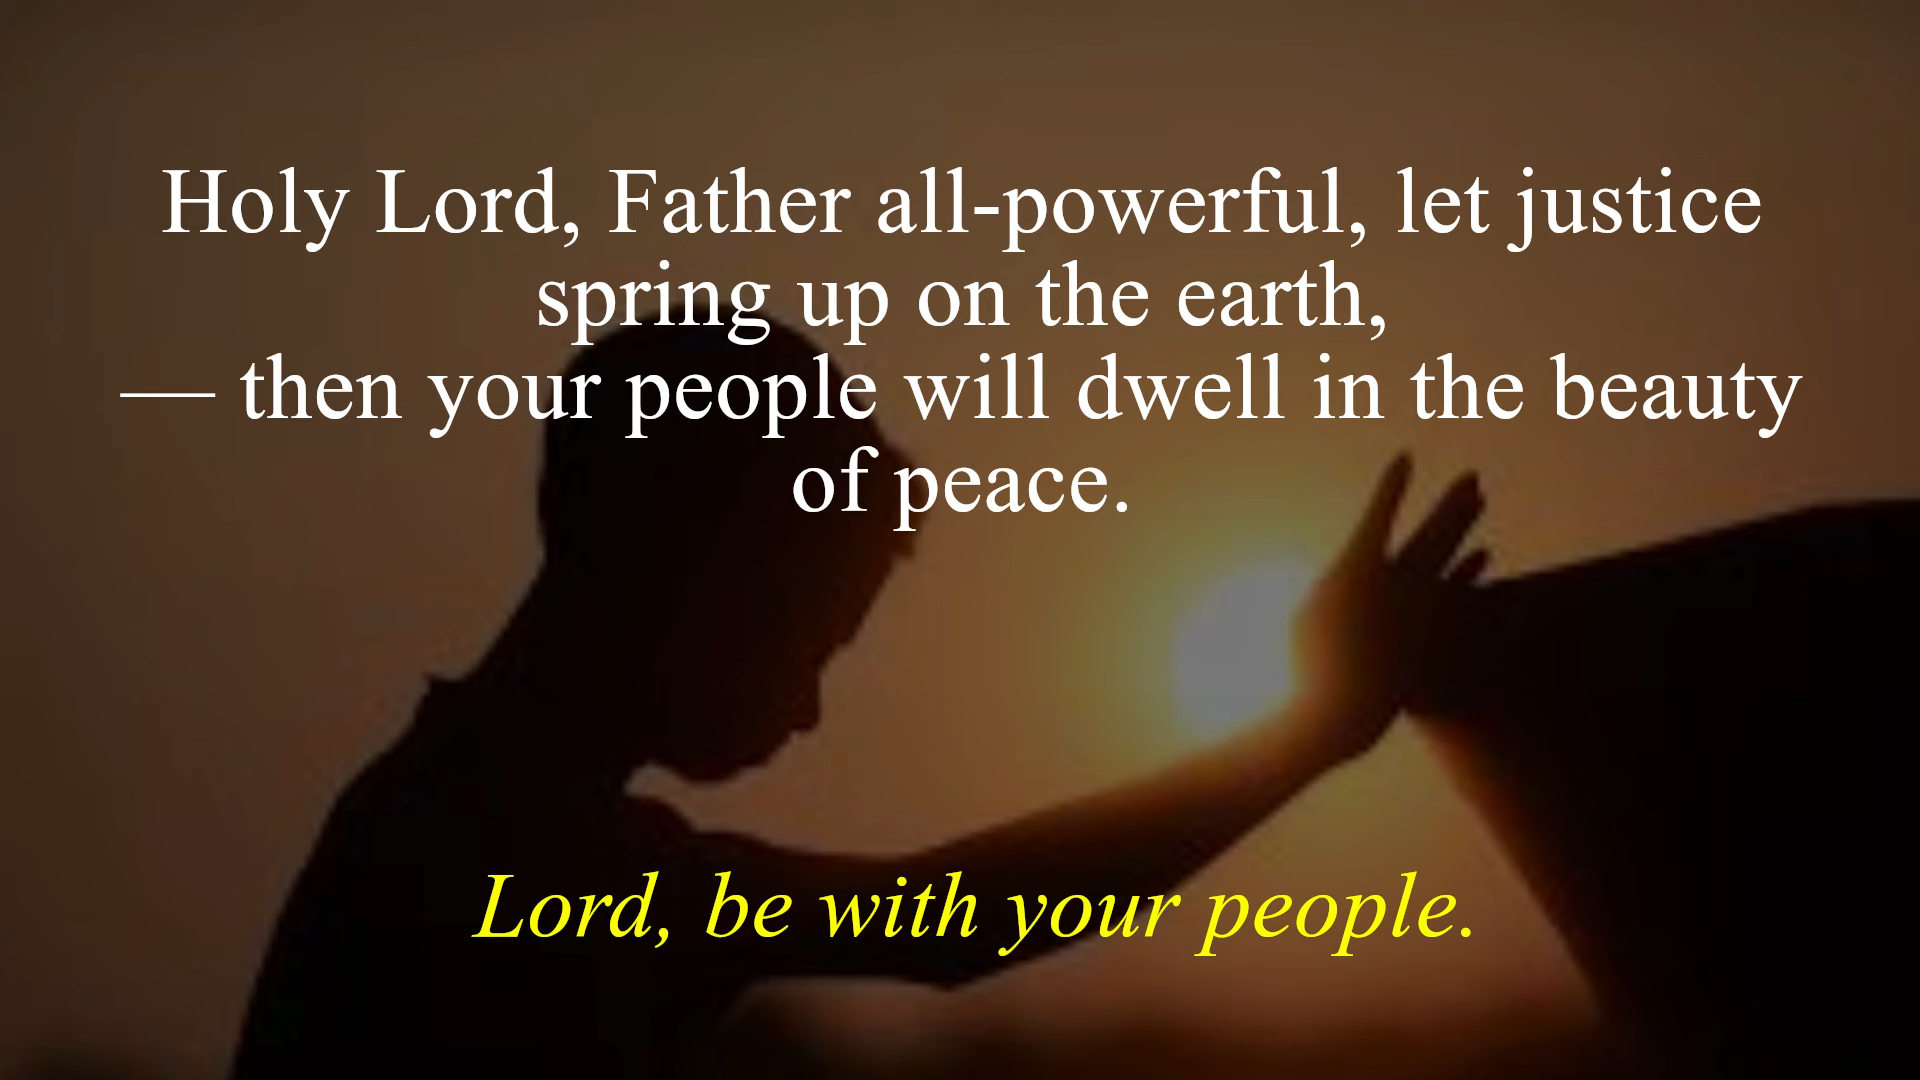 Holy Lord, Father all-powerful, let justice
spring up on the earth,
— then your people will dwell in the beauty
of peace.
Lord, be with your people.